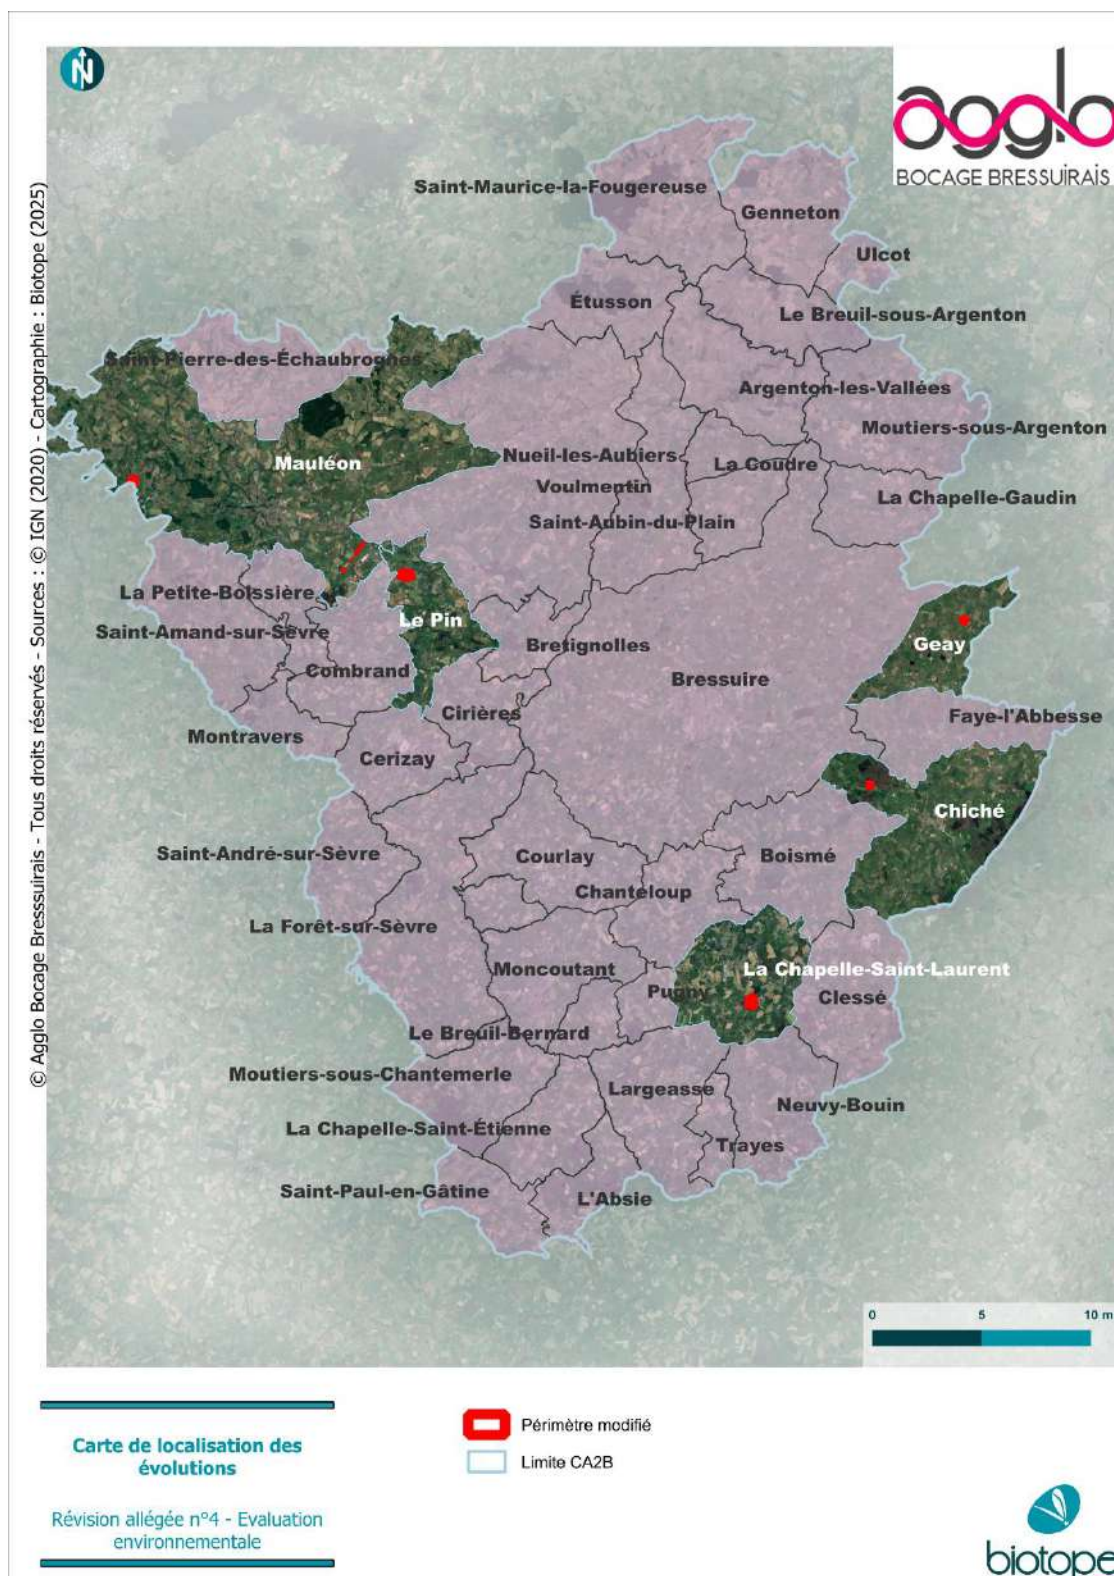 N
agglo
BOCAGE BRESSUIRAIS
© Agglo Bocage Bresssuirais - Tous droits réservés - Sources : © IGN (2020) - Cartographie : Biotope (2025)
Saint-Maurice-la-Fougereuse
Genneton
Ulcot
Étusson
Le Breuil-sous-Argenton
Saint-Pierre-des-Échaubrognes
Argenton-les-Vallées
Moutiers-sous-Argenton
Mauléon
Nueil-les-Aubiers
La Coudre
Voulmentin
La Chapelle-Gaudin
Saint-Aubin-du-Plain
La Petite-Boissière
Le Pin
Saint-Amand-sur-Sèvre
Bretignolles
Geay
Combrand
Bressuire
Cirières
Faye-l'Abbesse
Montravers
Cerizay
Chiché
Saint-André-sur-Sèvre
Courlay
Boismé
Chanteloup
La Forêt-sur-Sèvre
Moncoutant
La Chapelle-Saint-Laurent
Pugny
Clessé
Le Breuil-Bernard
Moutiers-sous-Chantemerle
Largeasse
Neuvy-Bouin
La Chapelle-Saint-Étienne
Trayes
Saint-Paul-en-Gâtine
L'Absie
0 5 10 m
Carte de localisation des
évolutions
Révision allégée n°4 - Evaluation
environnementale
Périmètre modifié
Limite CA2B
biotope